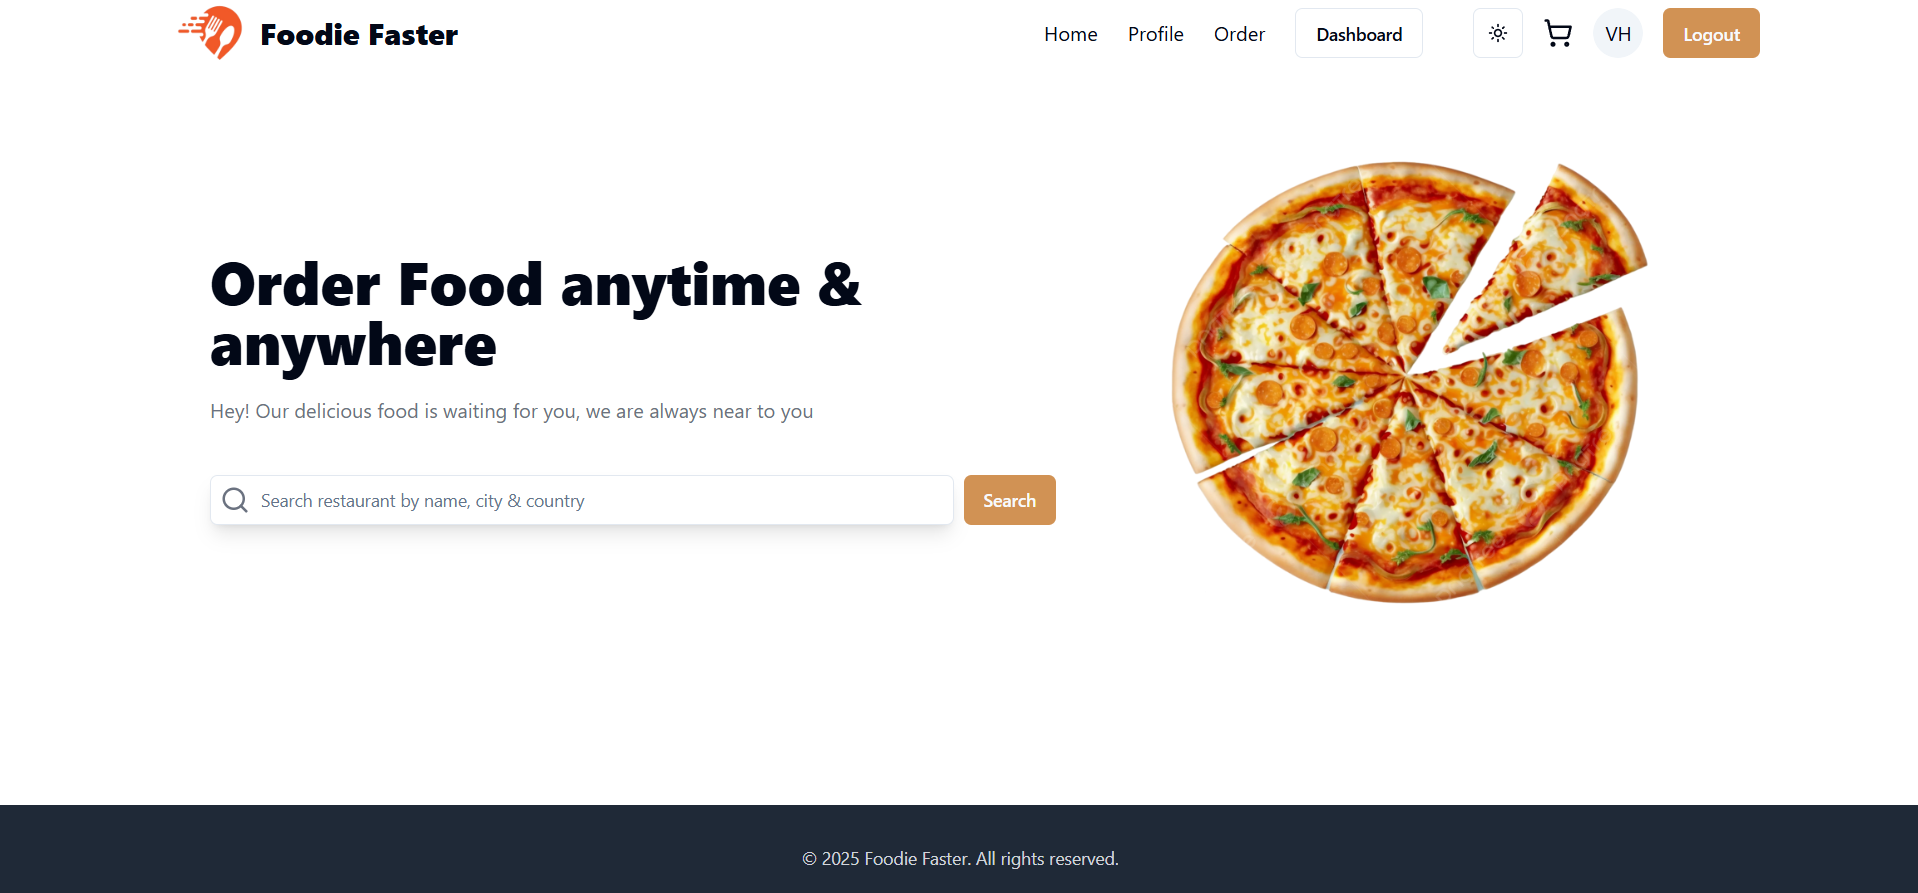 Foodie Faster
Home
Profile
Order
Dashboard
VH
Logout
Order Food anytime &
anywhere
Hey! Our delicious food is waiting for you, we are always near to you
Search restaurant by name, city & country
Search
© 2025 Foodie Faster. All rights reserved.